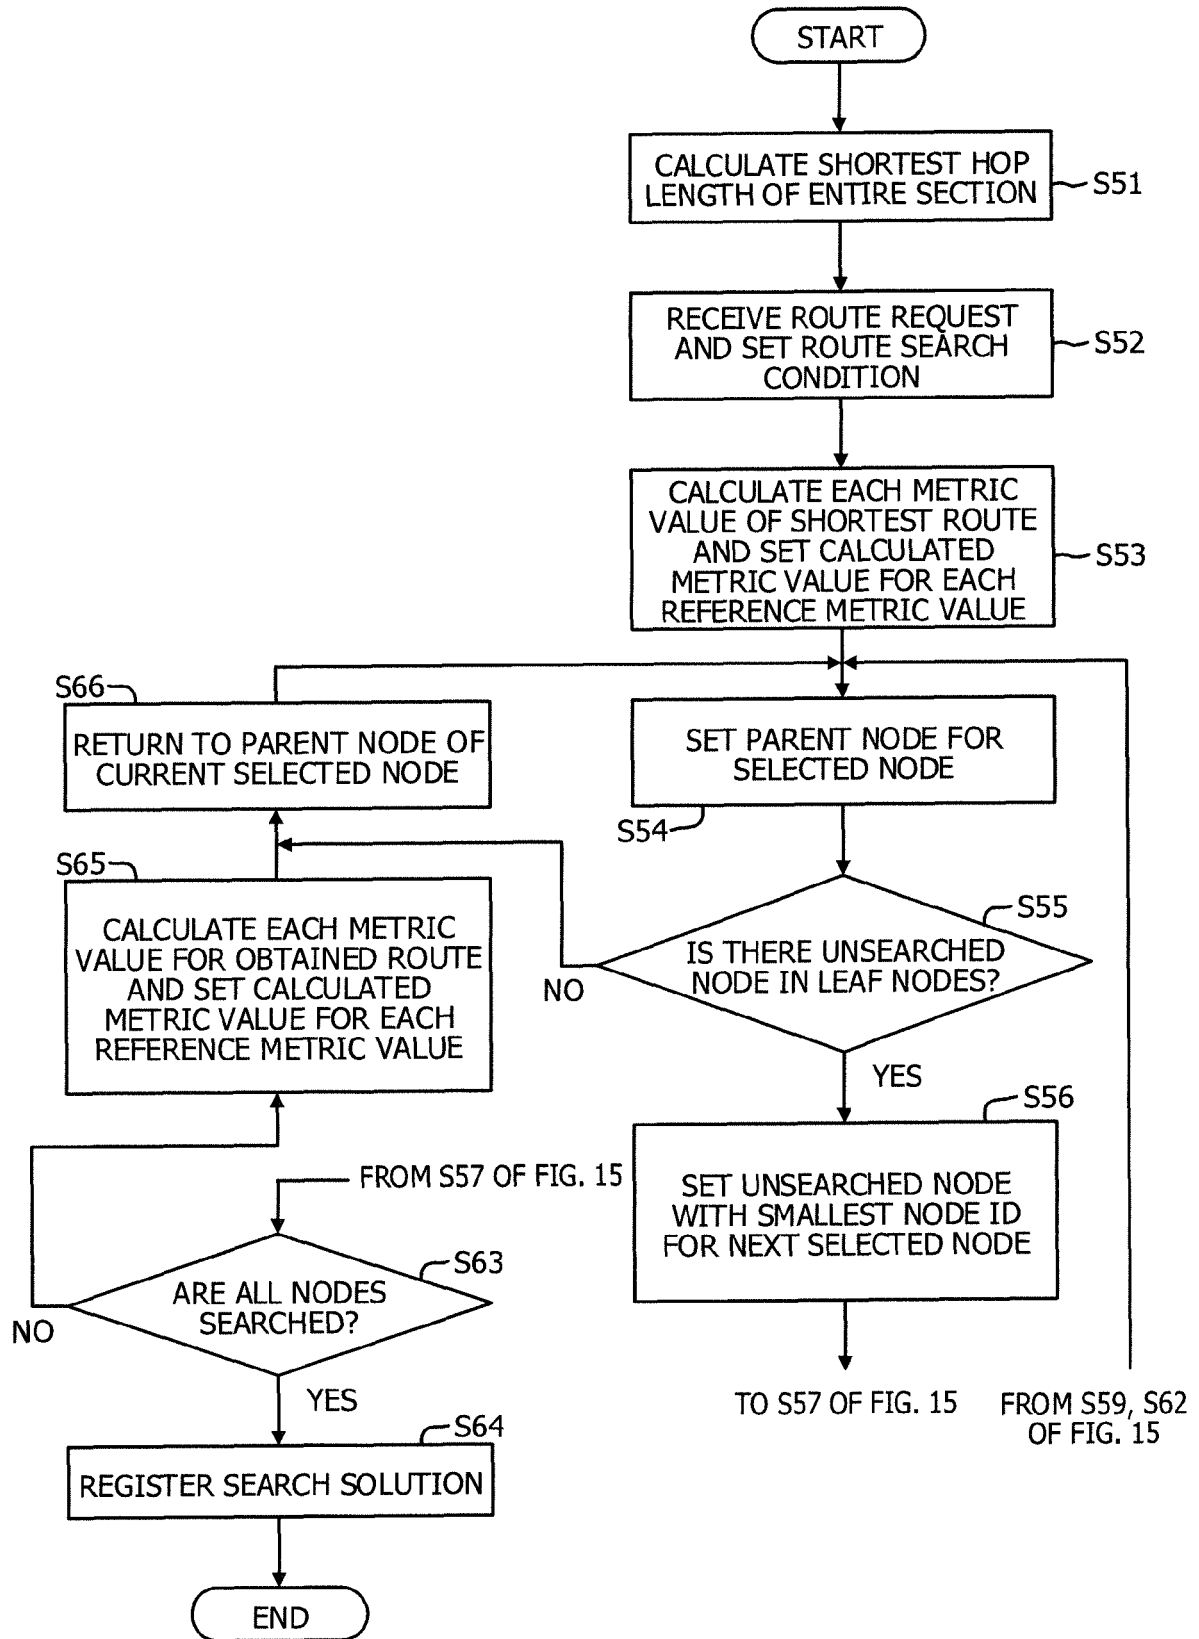 START
CALCULATE SHORTEST HOP
LENGTH OF ENTIRE SECTION
S51
RECEIVE ROUTE REQUEST
AND SET ROUTE SEARCH
CONDITION
S52
CALCULATE EACH METRIC
VALUE OF SHORTEST ROUTE
AND SET CALCULATED
METRIC VALUE FOR EACH
REFERENCE METRIC VALUE
S53
S66
RETURN TO PARENT NODE OF
CURRENT SELECTED NODE
SET PARENT NODE FOR
SELECTED NODE
S54
S65
CALCULATE EACH METRIC
VALUE FOR OBTAINED ROUTE
AND SET CALCULATED
METRIC VALUE FOR EACH
REFERENCE METRIC VALUE
S55
IS THERE UNSEARCHED
NODE IN LEAF NODES?
NO
YES
S56
SET UNSEARCHED NODE
WITH SMALLEST NODE ID
FOR NEXT SELECTED NODE
FROM S57 OF FIG. 15
S63
ARE ALL NODES
SEARCHED?
NO
YES
TO S57 OF FIG. 15
FROM S59, S62
OF FIG. 15
S64
REGISTER SEARCH SOLUTION
END